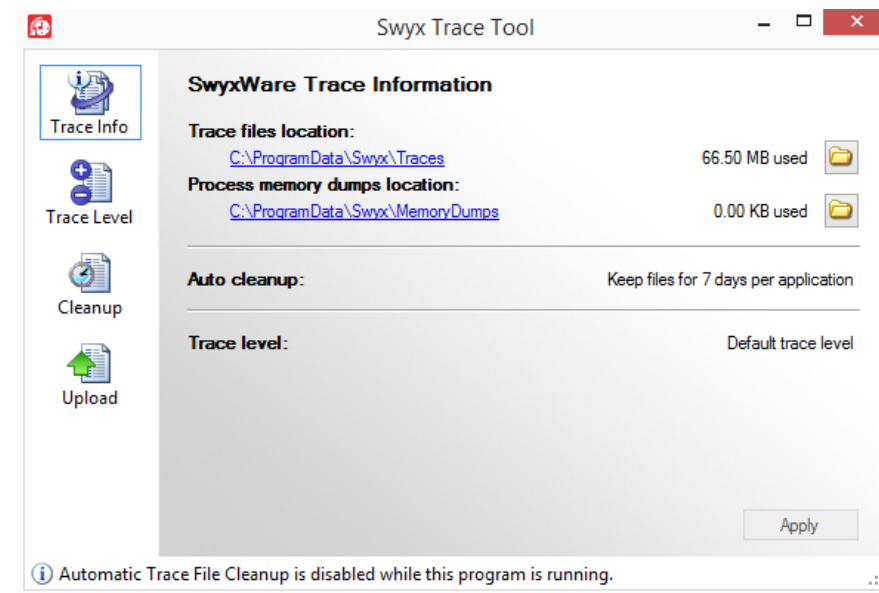 Swyx Trace Tool
Trace Info
Trace Level
Cleanup
Upload
SwyxWare Trace Information
Trace files location:
C:\ProgramData\Swyx\Traces 66.50 MB used
Process memory dumps location:
C:\ProgramData\Swyx\MemoryDumps 0.00 KB used
Auto cleanup: Keep files for 7 days per application
Trace level: Default trace level
Apply
Automatic Trace File Cleanup is disabled while this program is running.